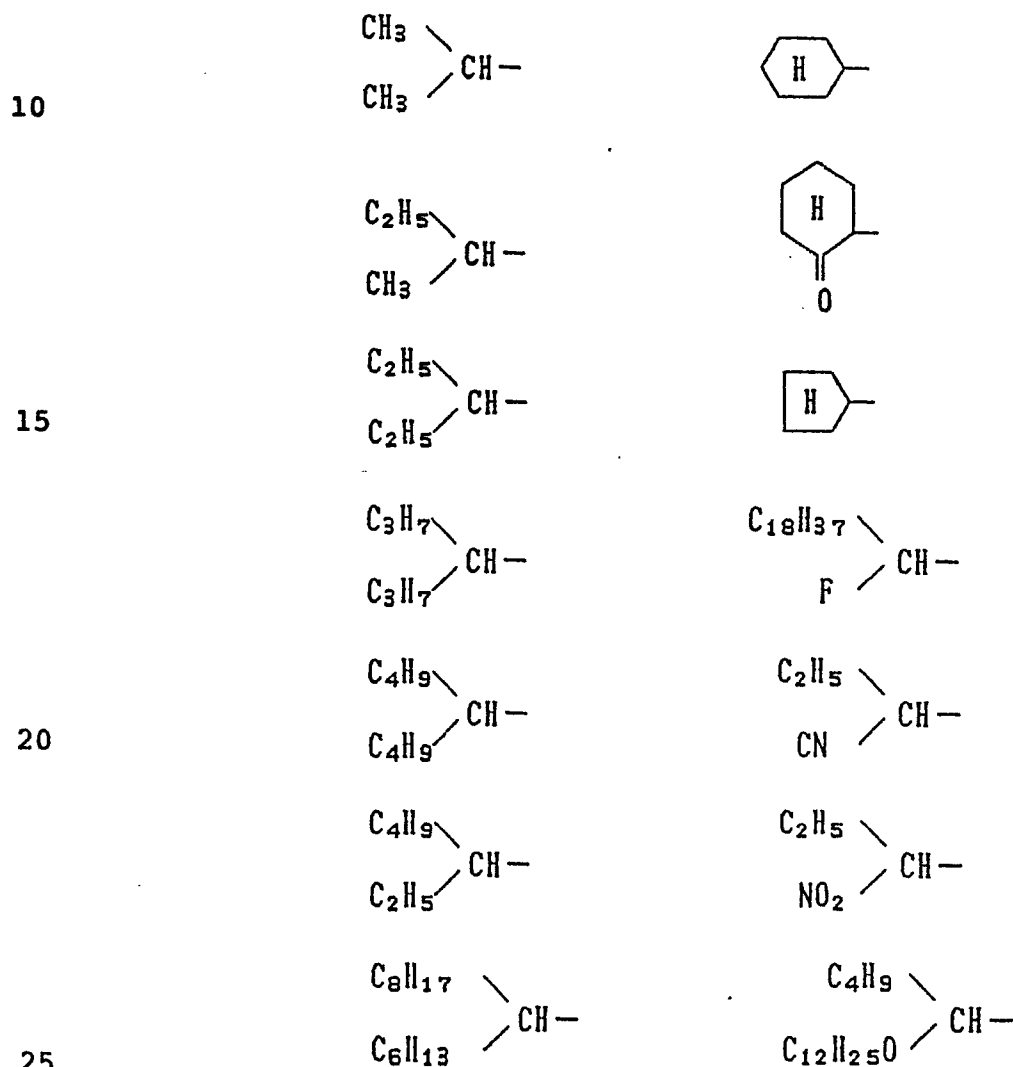 CH₃
CH—
H
10
CH₃
C₂H₅
H
CH—
CH₃
O
C₂H₅
CH—
H
15
C₂H₅
C₃H₇
C₁₈H₃₇
CH—
CH—
C₃H₇
F
C₄H₉
C₂H₅
CH—
CH—
20
C₄H₉
CN
C₄H₉
C₂H₅
CH—
CH—
C₂H₅
NO₂
C₈H₁₇
C₄H₉
CH—
CH—
25
C₆H₁₃
C₁₂H₂₅O